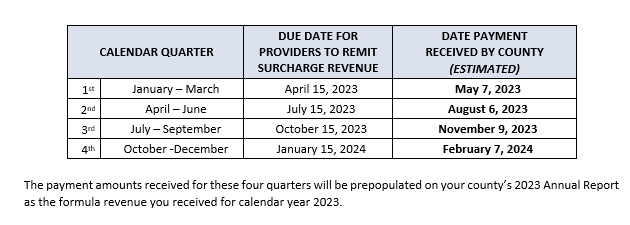 CALENDAR QUARTER
DUE DATE FOR
PROVIDERS TO REMIT
SURCHARGE REVENUE
DATE PAYMENT
RECEIVED BY COUNTY
(ESTIMATED)
1st January – March April 15, 2023 May 7, 2023
2nd April – June July 15, 2023 August 6, 2023
3rd July – September October 15, 2023 November 9, 2023
4th October -December January 15, 2024 February 7, 2024
The payment amounts received for these four quarters will be prepopulated on your county’s 2023 Annual Report
as the formula revenue you received for calendar year 2023.